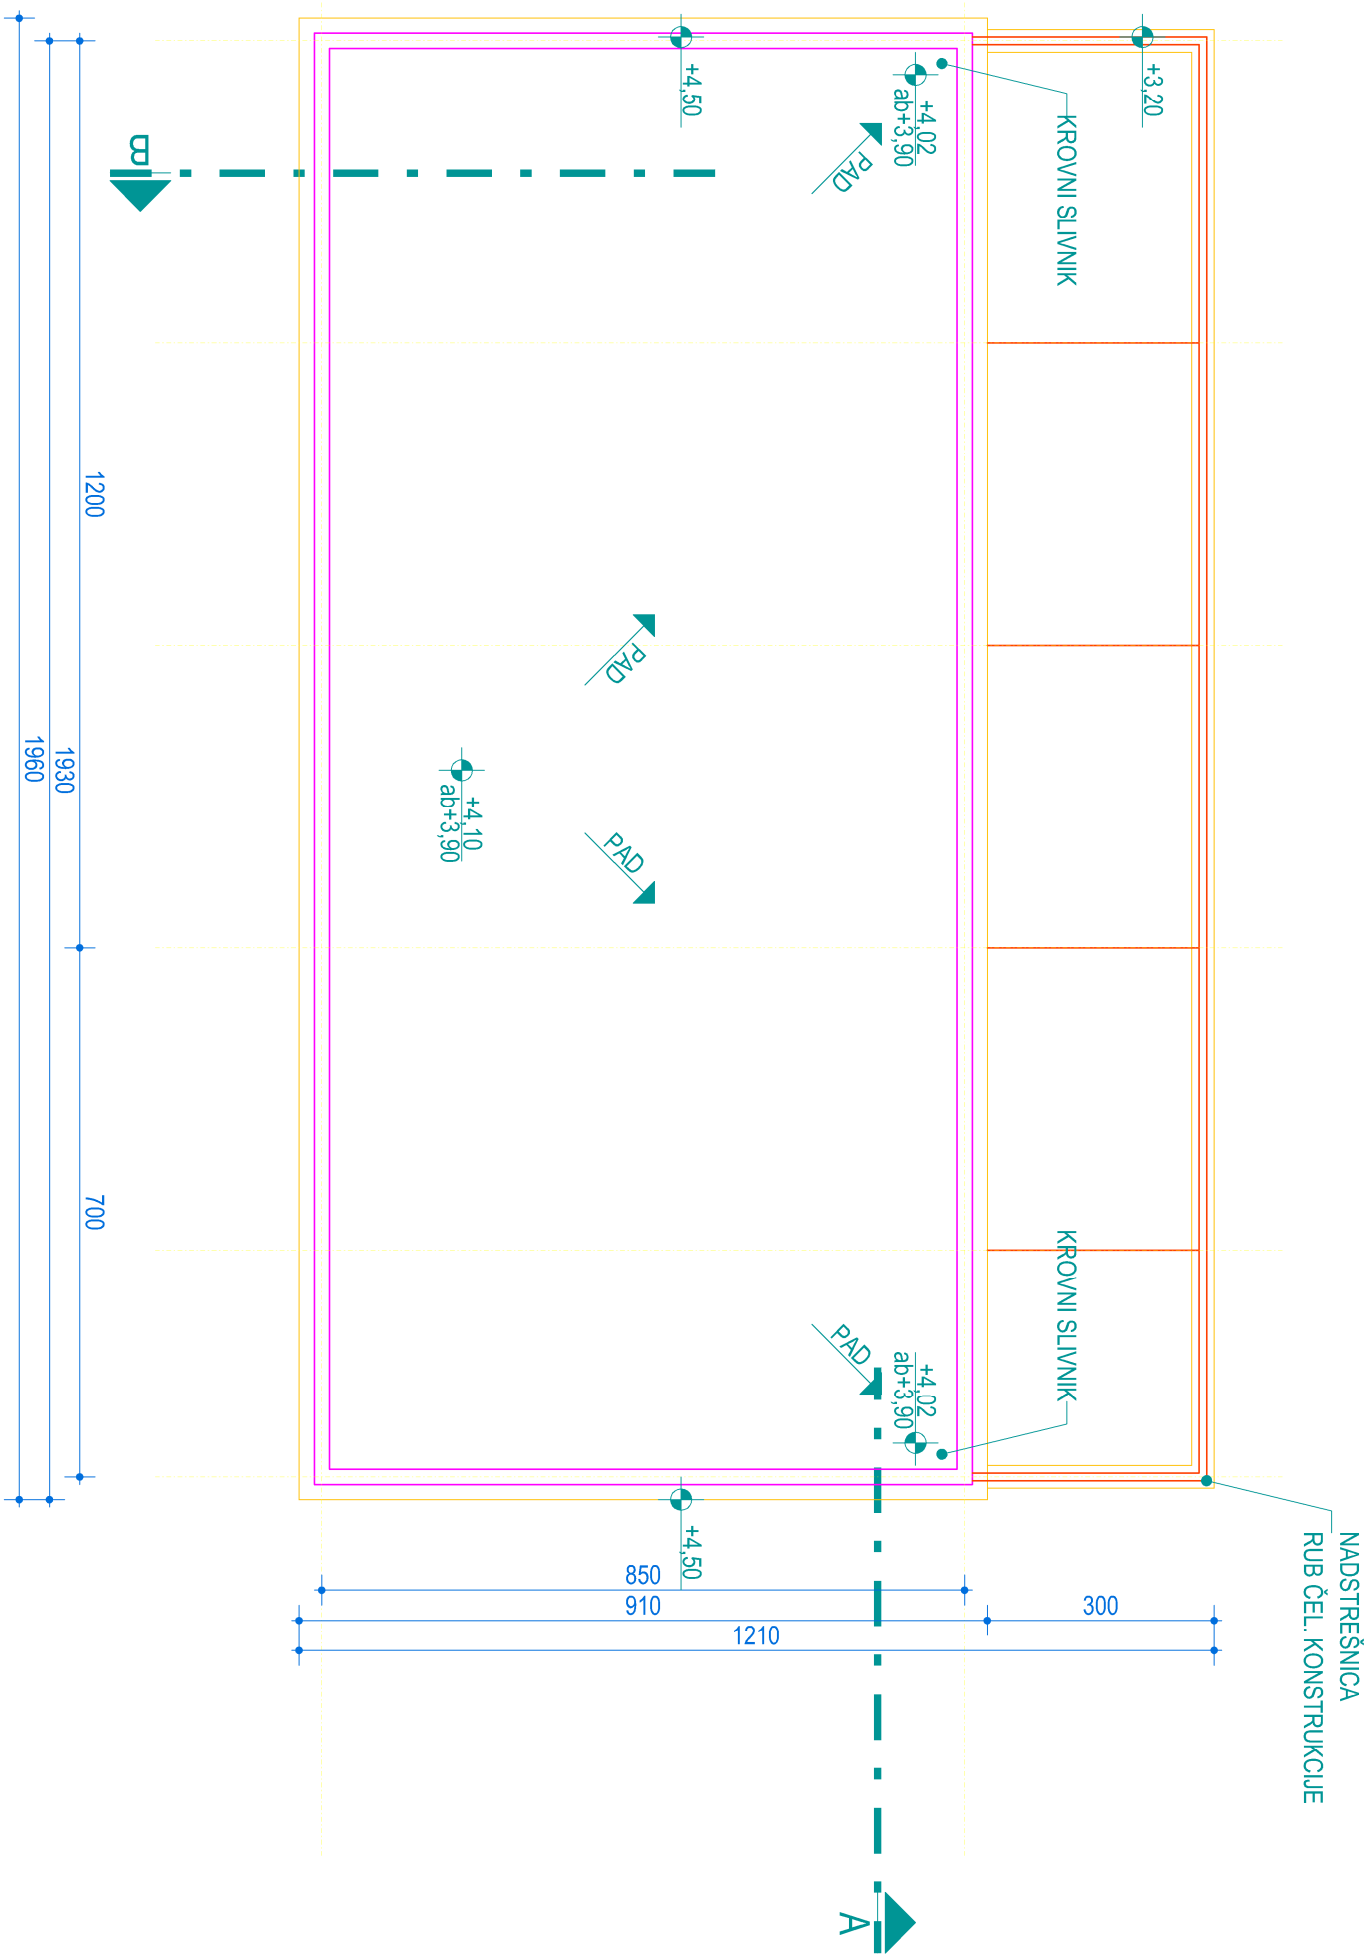 +4,50
+3,20
+4,02
ab+3,90
KROVNI SLIVNIK
PAD
B
1200
PAD
1930
1960
+4,10
ab+3,90
PAD
700
KROVNI SLIVNIK
PAD
+4,02
ab+3,90
+4,50
NADSTREŠNICA
RUB ČEL. KONSTRUKCIJE
850
910
300
1210
A